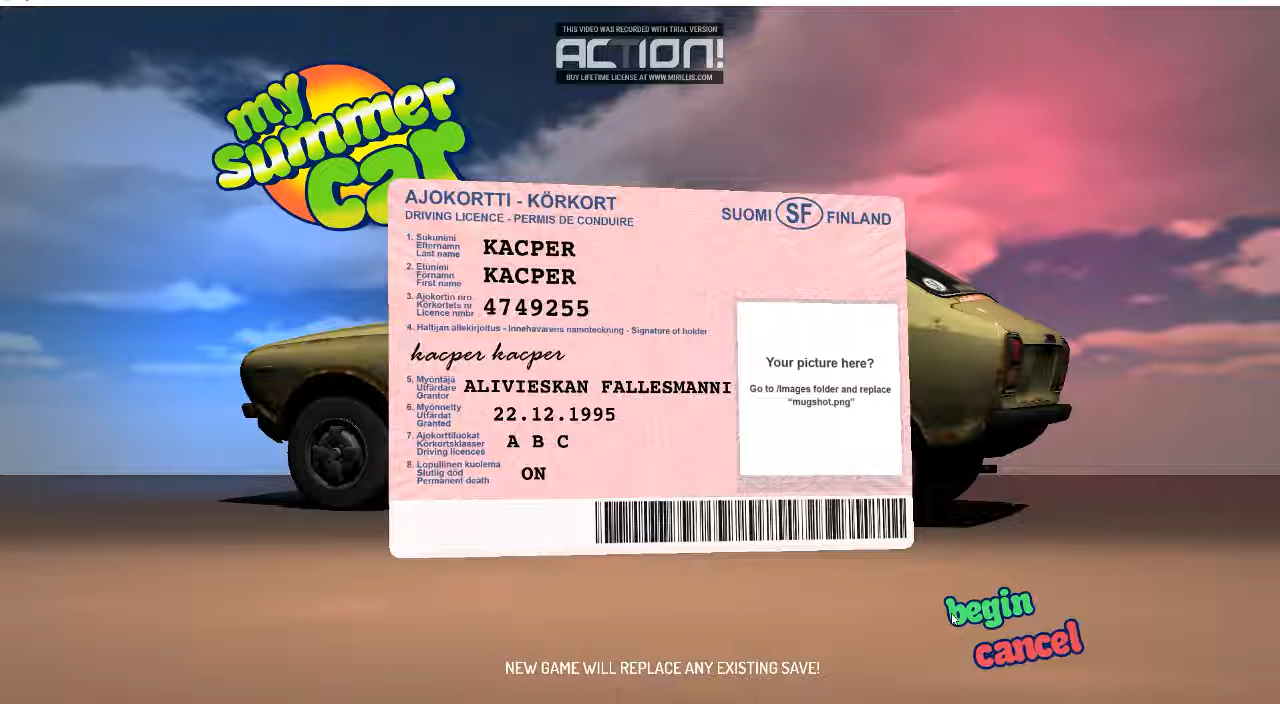 THIS VIDEO WAS RECORDED WITH TRIAL VERSION
ACTION!
BUY LIFETIME LICENSE AT WWW.MIRILLIS.COM
my
summer
car
AJOKORTTI - KÖRKORT
DRIVING LICENCE - PERMIS DE CONDUIRE
SUOMI SF FINLAND
1. Sukunimi
Efternamn
Last name
KACPER
2. Etunimi
Förnamn
First name
KACPER
3. Ajokortin nro
Körkortets nr
Licence nmbr
4749255
4. Haltijan allekirjoitus - Innehavarens namnteckning - Signature of holder
kacper kacper
5. Myöntäjä
Utfärdare
Grantor
ALIVIESKAN FALLESMANNI
6. Myönnetty
Utfärdat
Granted
22.12.1995
7. Ajokorttiluokat
Körkortsklasser
Driving licences
A B C
8. Lopullinen kuolema
Slutlig död
Permanent death
ON
Your picture here?
Go to /Images folder and replace
“mugshot.png”
begin
cancel
NEW GAME WILL REPLACE ANY EXISTING SAVE!